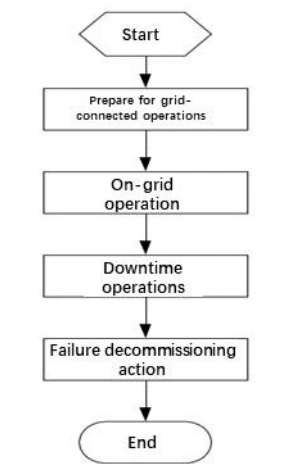 Start
Prepare for grid-
connected operations
On-grid
operation
Downtime
operations
Failure decommissioning
action
End